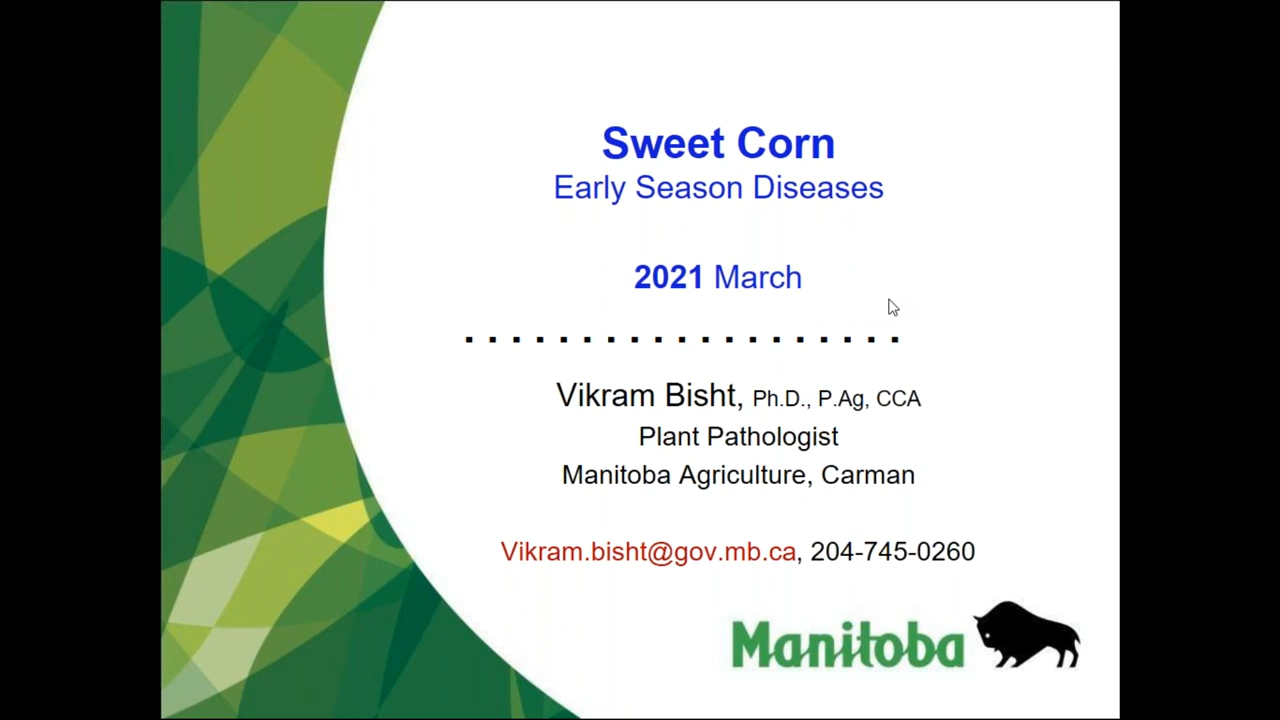 Sweet Corn
Early Season Diseases
2021 March
Vikram Bisht, Ph.D., P.Ag, CCA
Plant Pathologist
Manitoba Agriculture, Carman
Vikram.bisht@gov.mb.ca, 204-745-0260
Manitoba